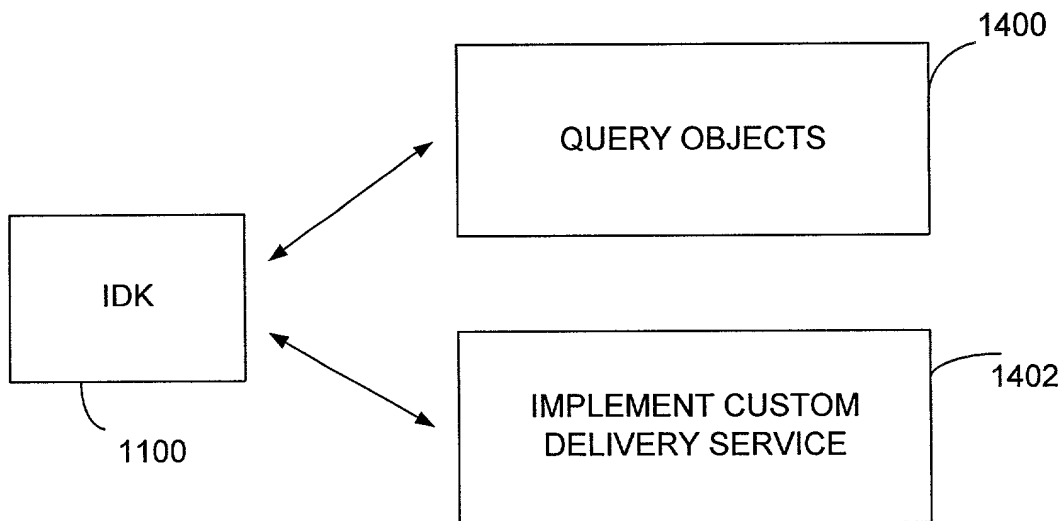 1400
QUERY OBJECTS
IDK
1100
IMPLEMENT CUSTOM
DELIVERY SERVICE
1402